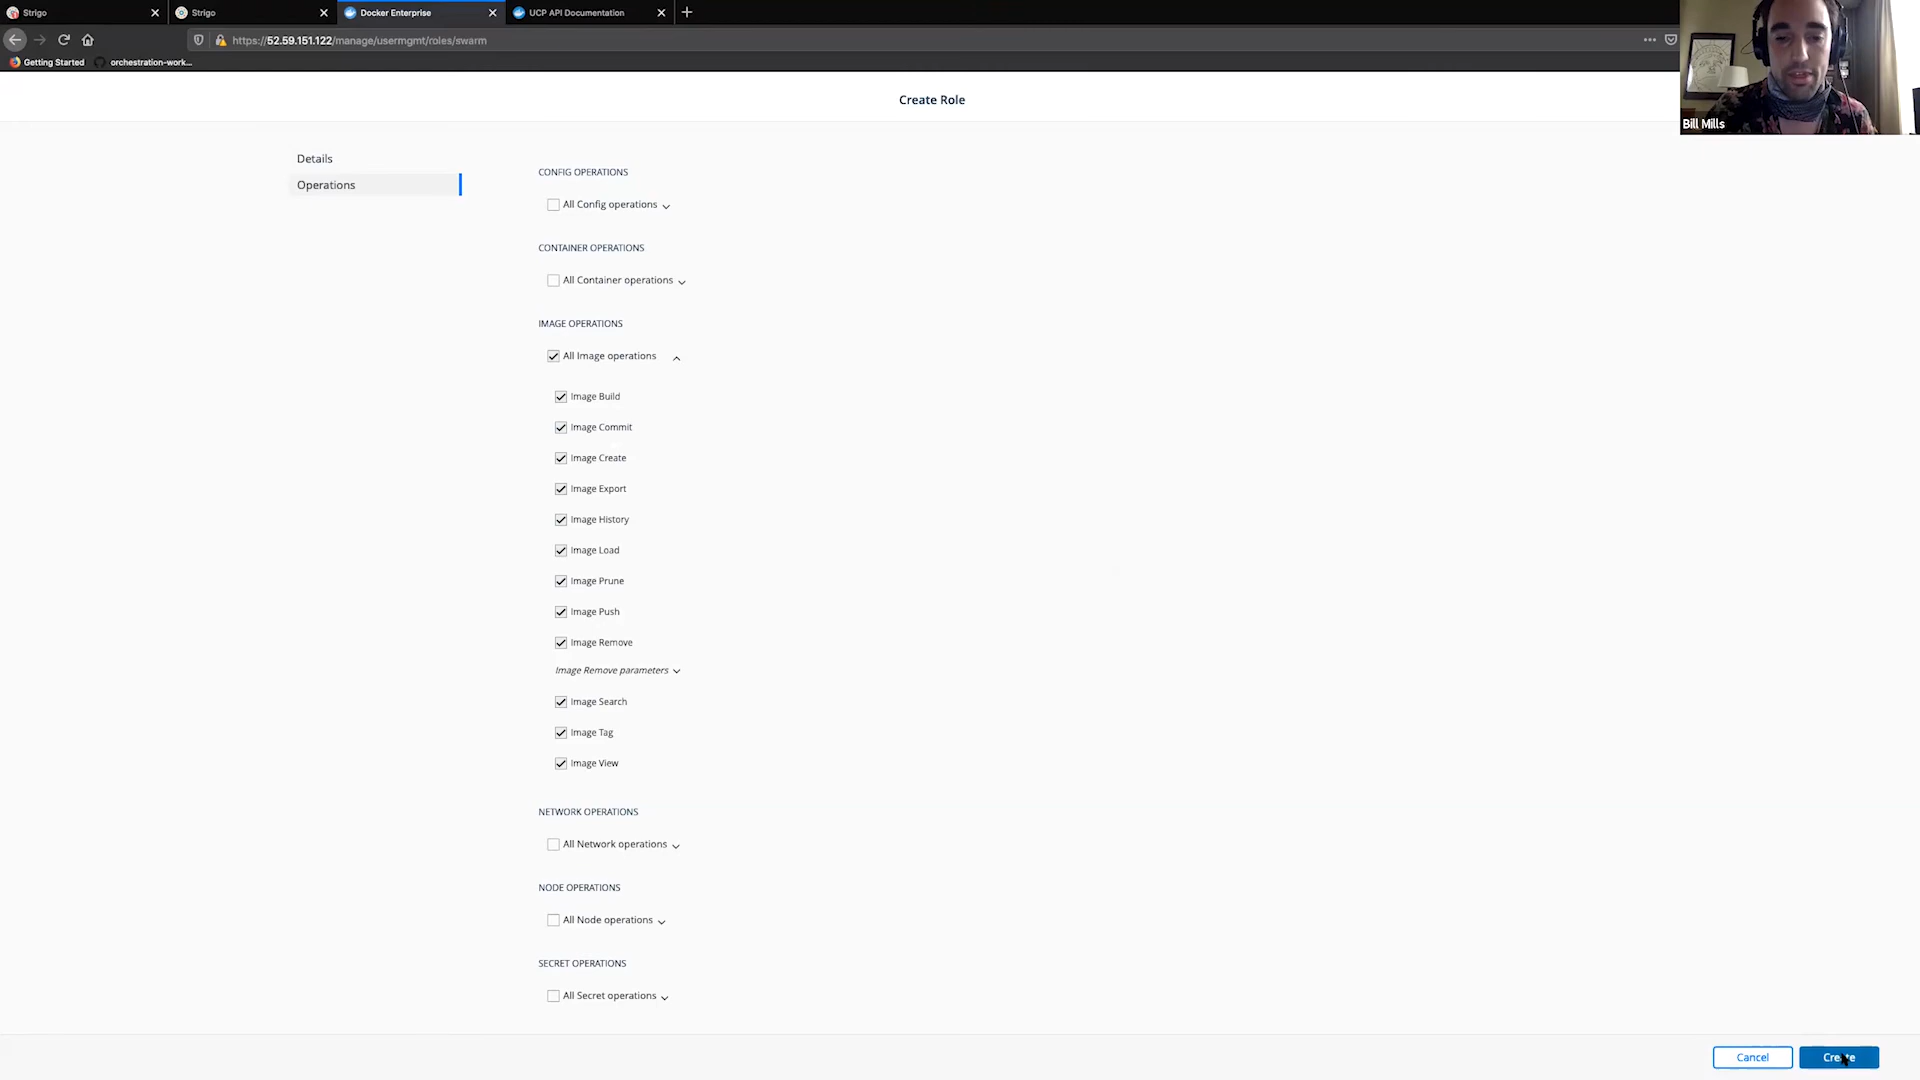 Strigo
Strigo
Docker Enterprise
UCP API Documentation
https://52.59.151.122/manage/usermgmt/roles/swarm
Getting Started
orchestration-work...
Create Role
Bill Mills
Details
Operations
CONFIG OPERATIONS
All Config operations
CONTAINER OPERATIONS
All Container operations
IMAGE OPERATIONS
All Image operations
Image Build
Image Commit
Image Create
Image Export
Image History
Image Load
Image Prune
Image Push
Image Remove
Image Remove parameters
Image Search
Image Tag
Image View
NETWORK OPERATIONS
All Network operations
NODE OPERATIONS
All Node operations
SECRET OPERATIONS
All Secret operations
Cancel
Create